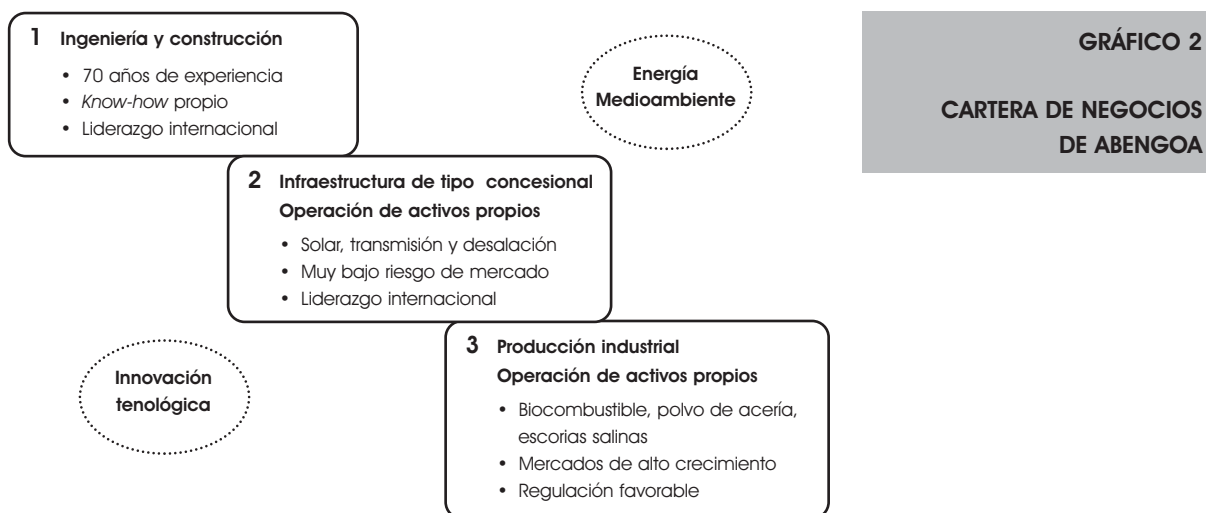 1 Ingeniería y construcción
• 70 años de experiencia
• Know-how propio
• Liderazgo internacional
Energía
Medioambiente
GRÁFICO 2
CARTERA DE NEGOCIOS
DE ABENGOA
2 Infraestructura de tipo concesional
Operación de activos propios
• Solar, transmisión y desalación
• Muy bajo riesgo de mercado
• Liderazgo internacional
Innovación
tenológica
3 Producción industrial
Operación de activos propios
• Biocombustible, polvo de acería,
escorias salinas
• Mercados de alto crecimiento
• Regulación favorable